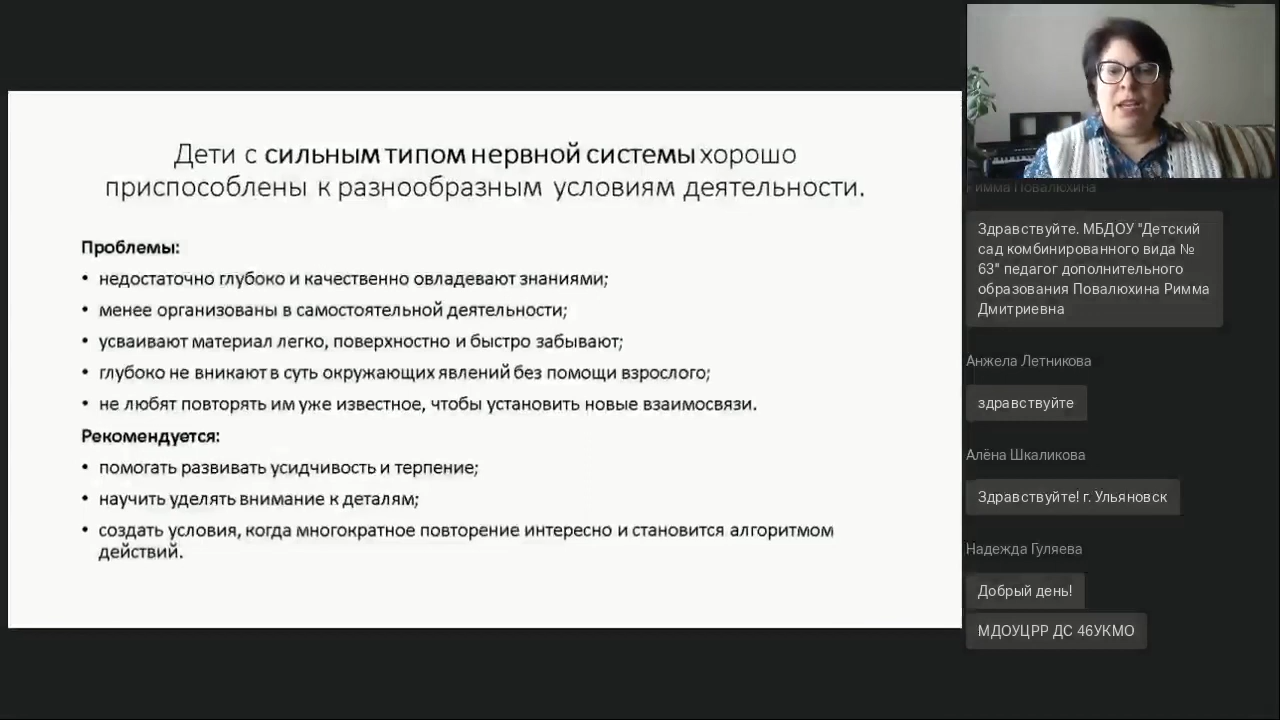 Дети с сильным типом нервной системы хорошо
приспособлены к разнообразным условиям деятельности.
Проблемы:
• недостаточно глубоко и качественно овладевают знаниями;
• менее организованы в самостоятельной деятельности;
• усваивают материал легко, поверхностно и быстро забывают;
• глубоко не вникают в суть окружающих явлений без помощи взрослого;
• не любят повторять им уже известное, чтобы установить новые взаимосвязи.
Рекомендуется:
• помогать развивать усидчивость и терпение;
• научить уделять внимание к деталям;
• создать условия, когда многократное повторение интересно и становится алгоритмом
действий.
Римма Повалюхина
Здравствуйте. МБДОУ "Детский
сад комбинированного вида №
63" педагог дополнительного
образования Повалюхина Римма
Дмитриевна
Анжела Летникова
здравствуйте
Алёна Шкаликова
Здравствуйте! г. Ульяновск
Надежда Гуляева
Добрый день!
МДОУЦРР ДС 46УКМО